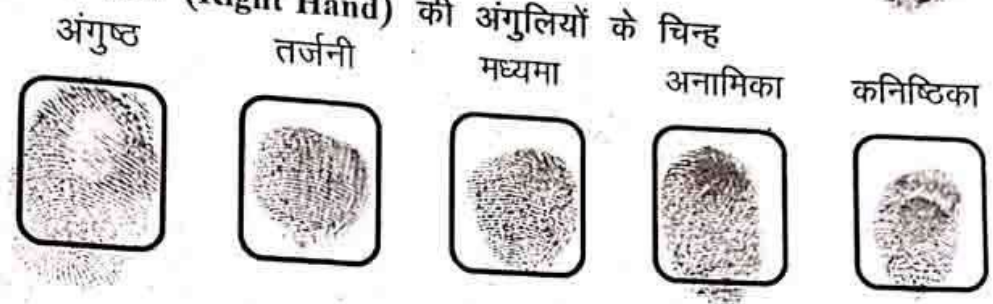 (Right Hand) की अंगुलियों के चिन्ह
अंगुष्ठ तर्जनी मध्यमा अनामिका कनिष्ठिका